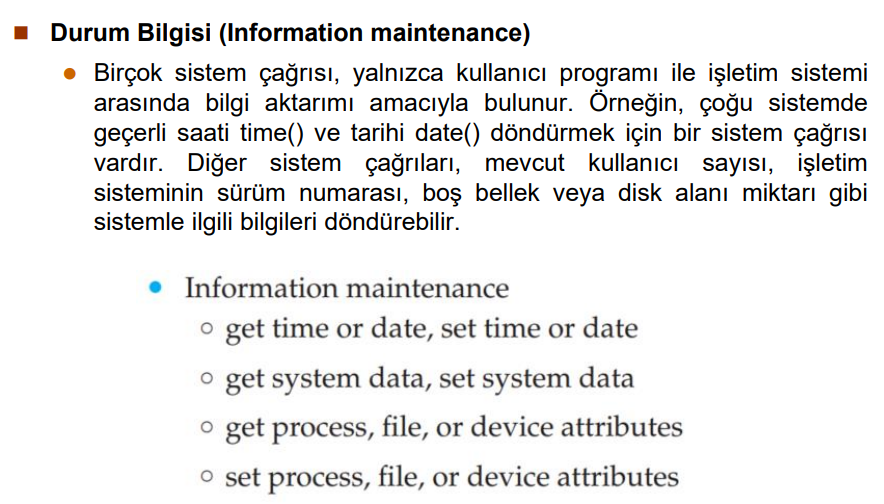 Durum Bilgisi (Information maintenance)
Birçok sistem çağrısı, yalnızca kullanıcı programı ile işletim sistemi
arasında bilgi aktarımı amacıyla bulunur. Örneğin, çoğu sistemde
geçerli saati time() ve tarihi date() döndürmek için bir sistem çağrısı
vardır. Diğer sistem çağrıları, mevcut kullanıcı sayısı, işletim
sisteminin sürüm numarası, boş bellek veya disk alanı miktarı gibi
sistemle ilgili bilgileri döndürebilir.
Information maintenance
get time or date, set time or date
get system data, set system data
get process, file, or device attributes
set process, file, or device attributes